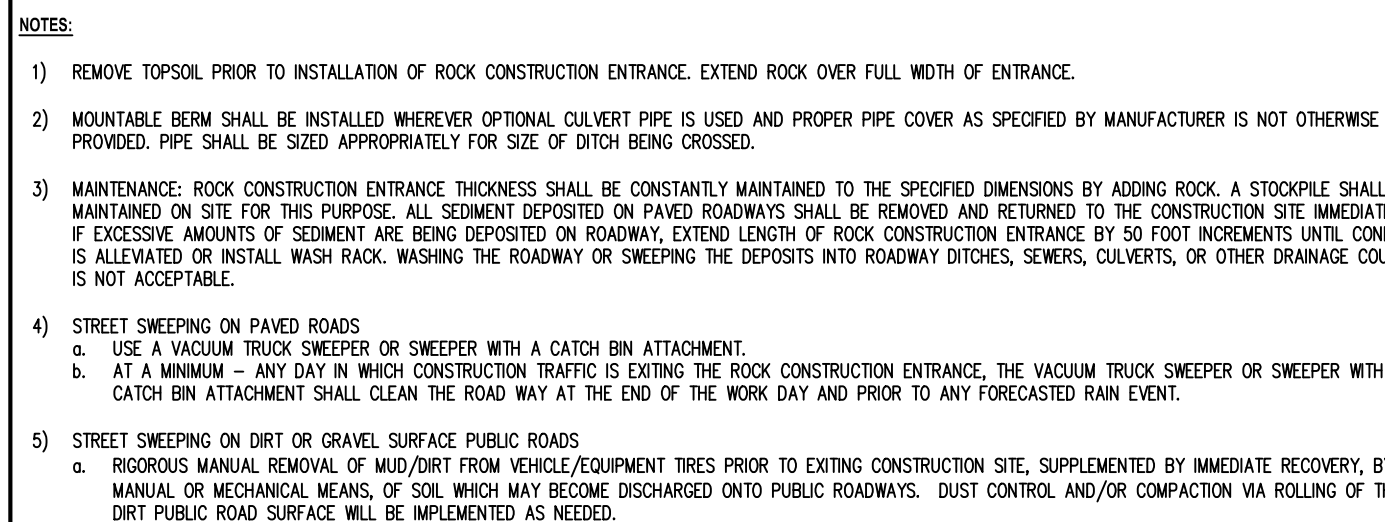 NOTES:
1) REMOVE TOPSOIL PRIOR TO INSTALLATION OF ROCK CONSTRUCTION ENTRANCE. EXTEND ROCK OVER FULL WIDTH OF ENTRANCE.
2) MOUNTABLE BERM SHALL BE INSTALLED WHEREVER OPTIONAL CULVERT PIPE IS USED AND PROPER PIPE COVER AS SPECIFIED BY MANUFACTURER IS NOT OTHERWISE
PROVIDED. PIPE SHALL BE SIZED APPROPRIATELY FOR SIZE OF DITCH BEING CROSSED.
3) MAINTENANCE: ROCK CONSTRUCTION ENTRANCE THICKNESS SHALL BE CONSTANTLY MAINTAINED TO THE SPECIFIED DIMENSIONS BY ADDING ROCK. A STOCKPILE SHALL
MAINTAINED ON SITE FOR THIS PURPOSE. ALL SEDIMENT DEPOSITED ON PAVED ROADWAYS SHALL BE REMOVED AND RETURNED TO THE CONSTRUCTION SITE
IF EXCESSIVE AMOUNTS OF SEDIMENT ARE BEING DEPOSITED ON ROADWAY, EXTEND LENGTH OF ROCK CONSTRUCTION ENTRANCE BY 50 FOOT INCREMENTS UNTIL
IS ALLEVIATED OR INSTALL WASH RACK. WASHING THE ROADWAY OR SWEEPING THE DEPOSITS INTO ROADWAY DITCHES, SEWERS, CULVERTS, OR OTHER DRAINAGE
IS NOT ACCEPTABLE.
4) STREET SWEEPING ON PAVED ROADS
a. USE A VACUUM TRUCK SWEEPER OR SWEEPER WITH A CATCH BIN ATTACHMENT.
b. AT A MINIMUM – ANY DAY IN WHICH CONSTRUCTION TRAFFIC IS EXITING THE ROCK CONSTRUCTION ENTRANCE, THE VACUUM TRUCK SWEEPER OR SWEEPER WITH
CATCH BIN ATTACHMENT SHALL CLEAN THE ROAD WAY AT THE END OF THE WORK DAY AND PRIOR TO ANY FORECASTED RAIN EVENT.
5) STREET SWEEPING ON DIRT OR GRAVEL SURFACE PUBLIC ROADS
a. RIGOROUS MANUAL REMOVAL OF MUD/DIRT FROM VEHICLE/EQUIPMENT TIRES PRIOR TO EXITING CONSTRUCTION SITE, SUPPLEMENTED BY IMMEDIATE RECOVERY,
MANUAL OR MECHANICAL MEANS, OF SOIL WHICH MAY BECOME DISCHARGED ONTO PUBLIC ROADWAYS. DUST CONTROL AND/OR COMPACTION VIA ROLLING OF
DIRT PUBLIC ROAD SURFACE WILL BE IMPLEMENTED AS NEEDED.